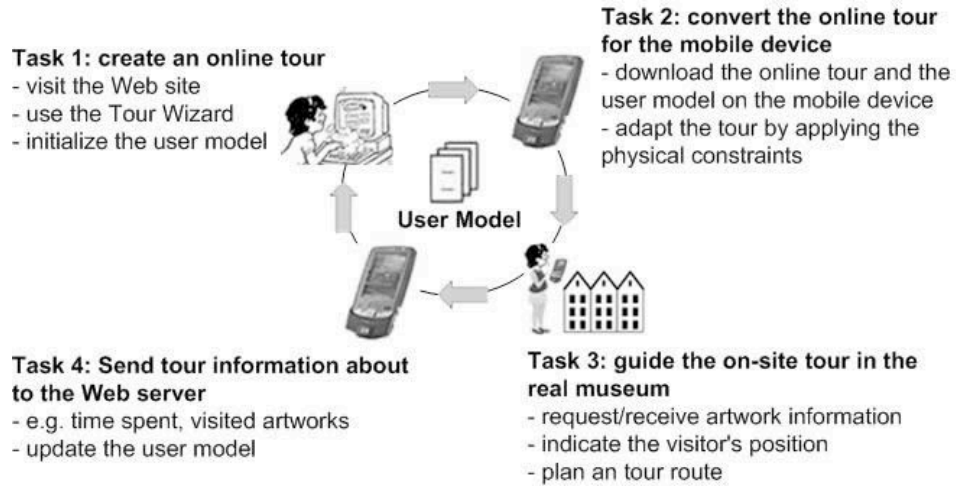 Task 1: create an online tour
- visit the Web site
- use the Tour Wizard
- initialize the user model
Task 2: convert the online tour
for the mobile device
- download the online tour and the
user model on the mobile device
- adapt the tour by applying the
physical constraints
User Model
Task 4: Send tour information about
to the Web server
- e.g. time spent, visited artworks
- update the user model
Task 3: guide the on-site tour in the
real museum
- request/receive artwork information
- indicate the visitor's position
- plan an tour route